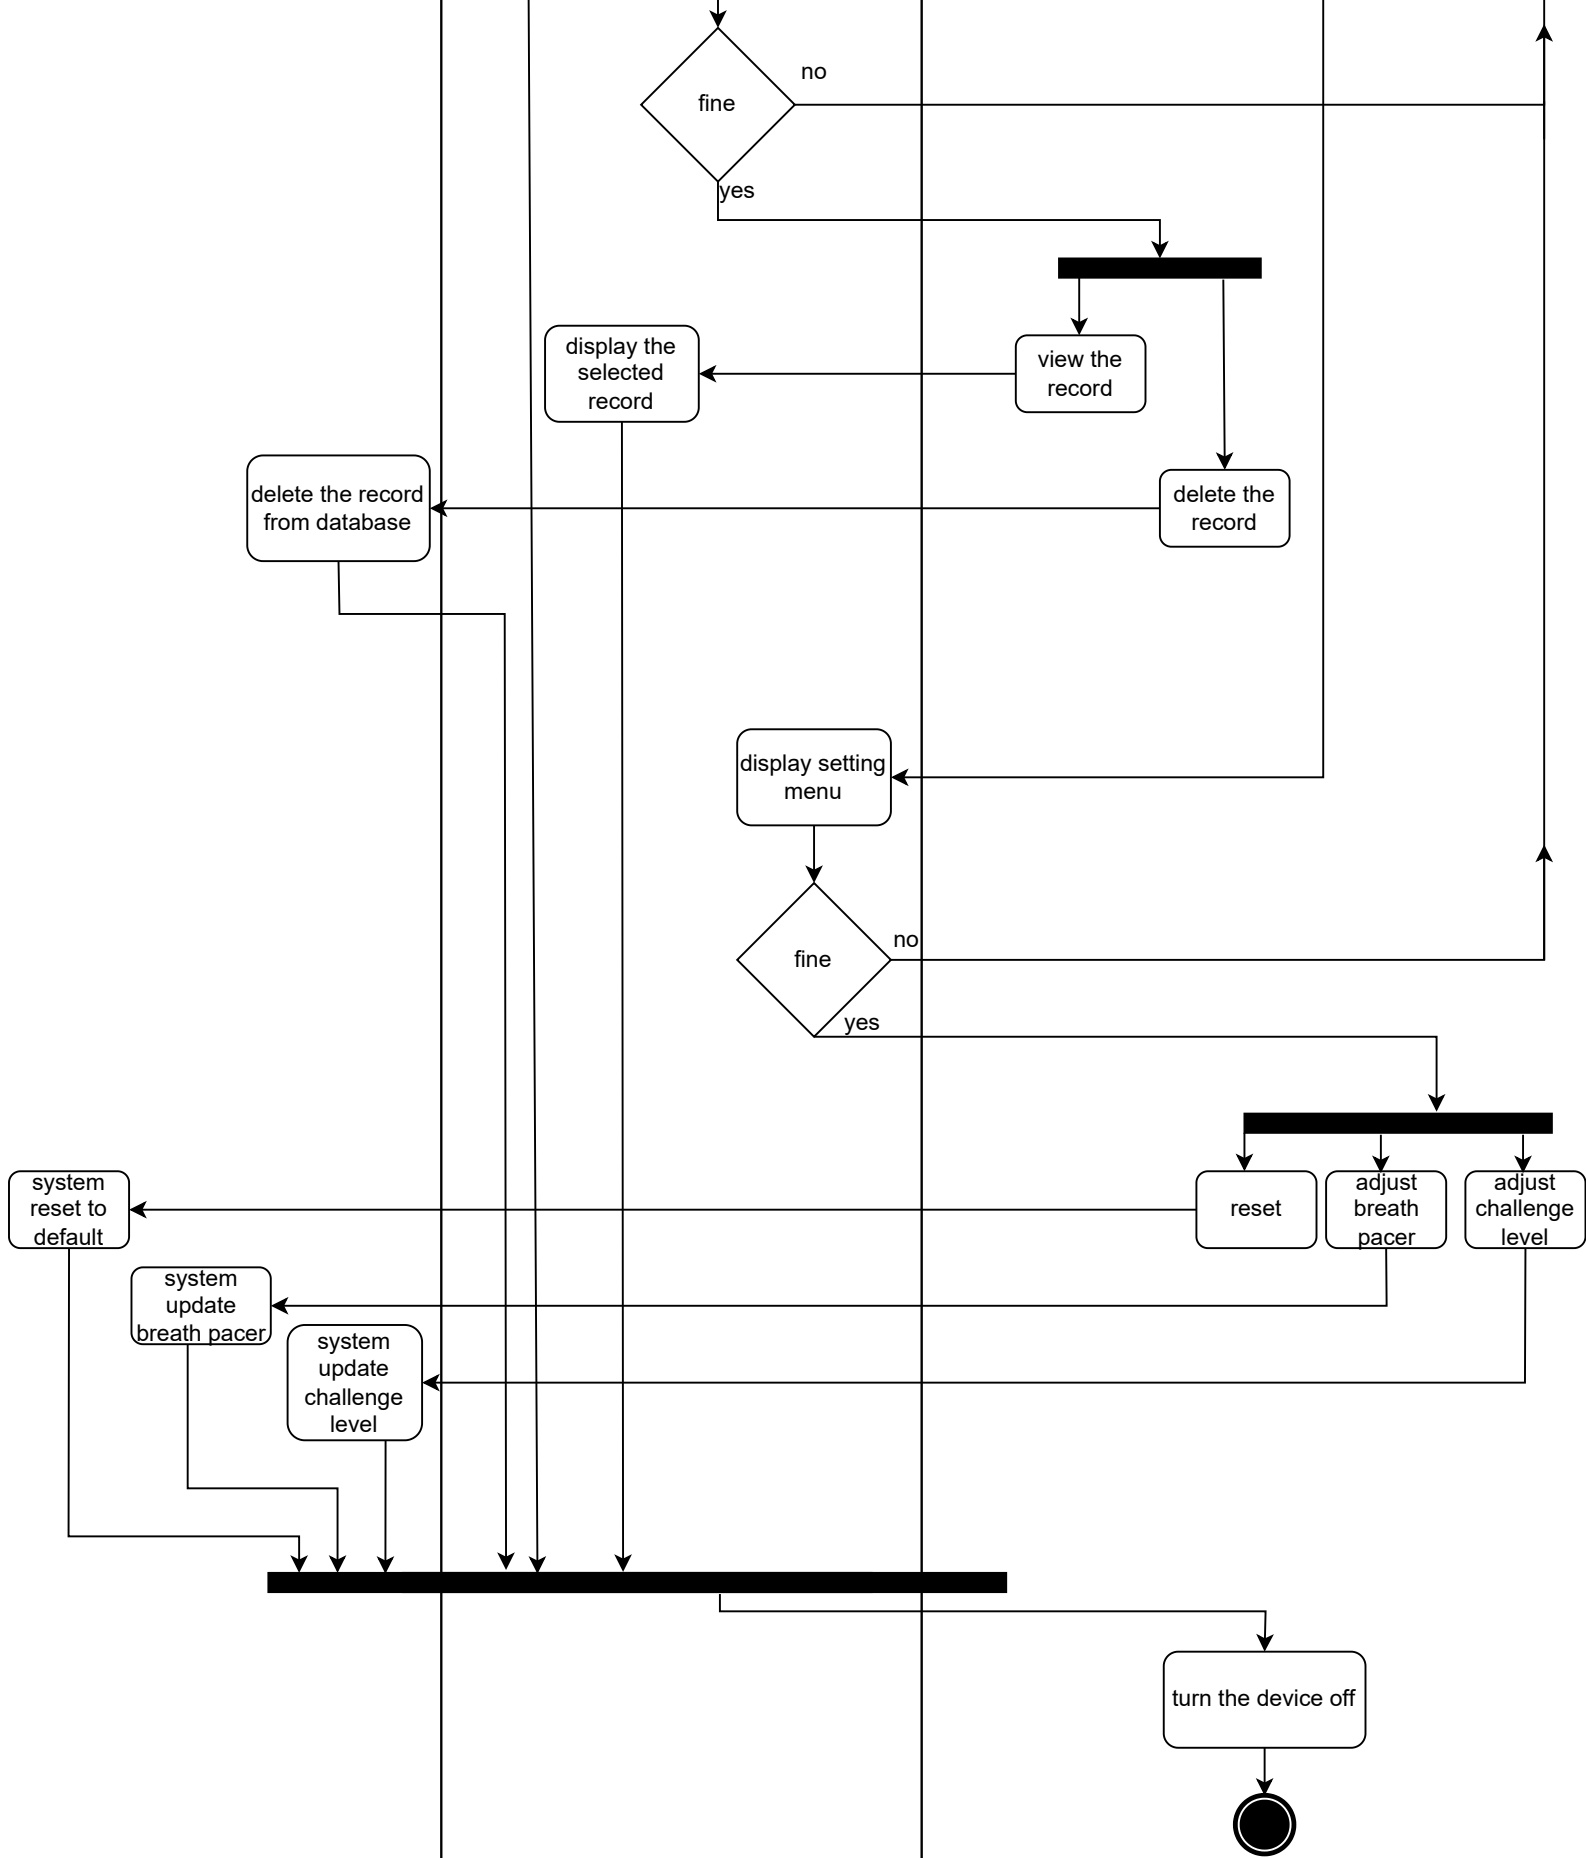 no
fine
yes
display the
selected
record
view the
record
delete the record
from database
delete the
record
display setting
menu
no
fine
yes
system
reset to
default
reset
adjust
breath
pacer
adjust
challenge
level
system
update
breath pacer
system
update
challenge
level
turn the device off